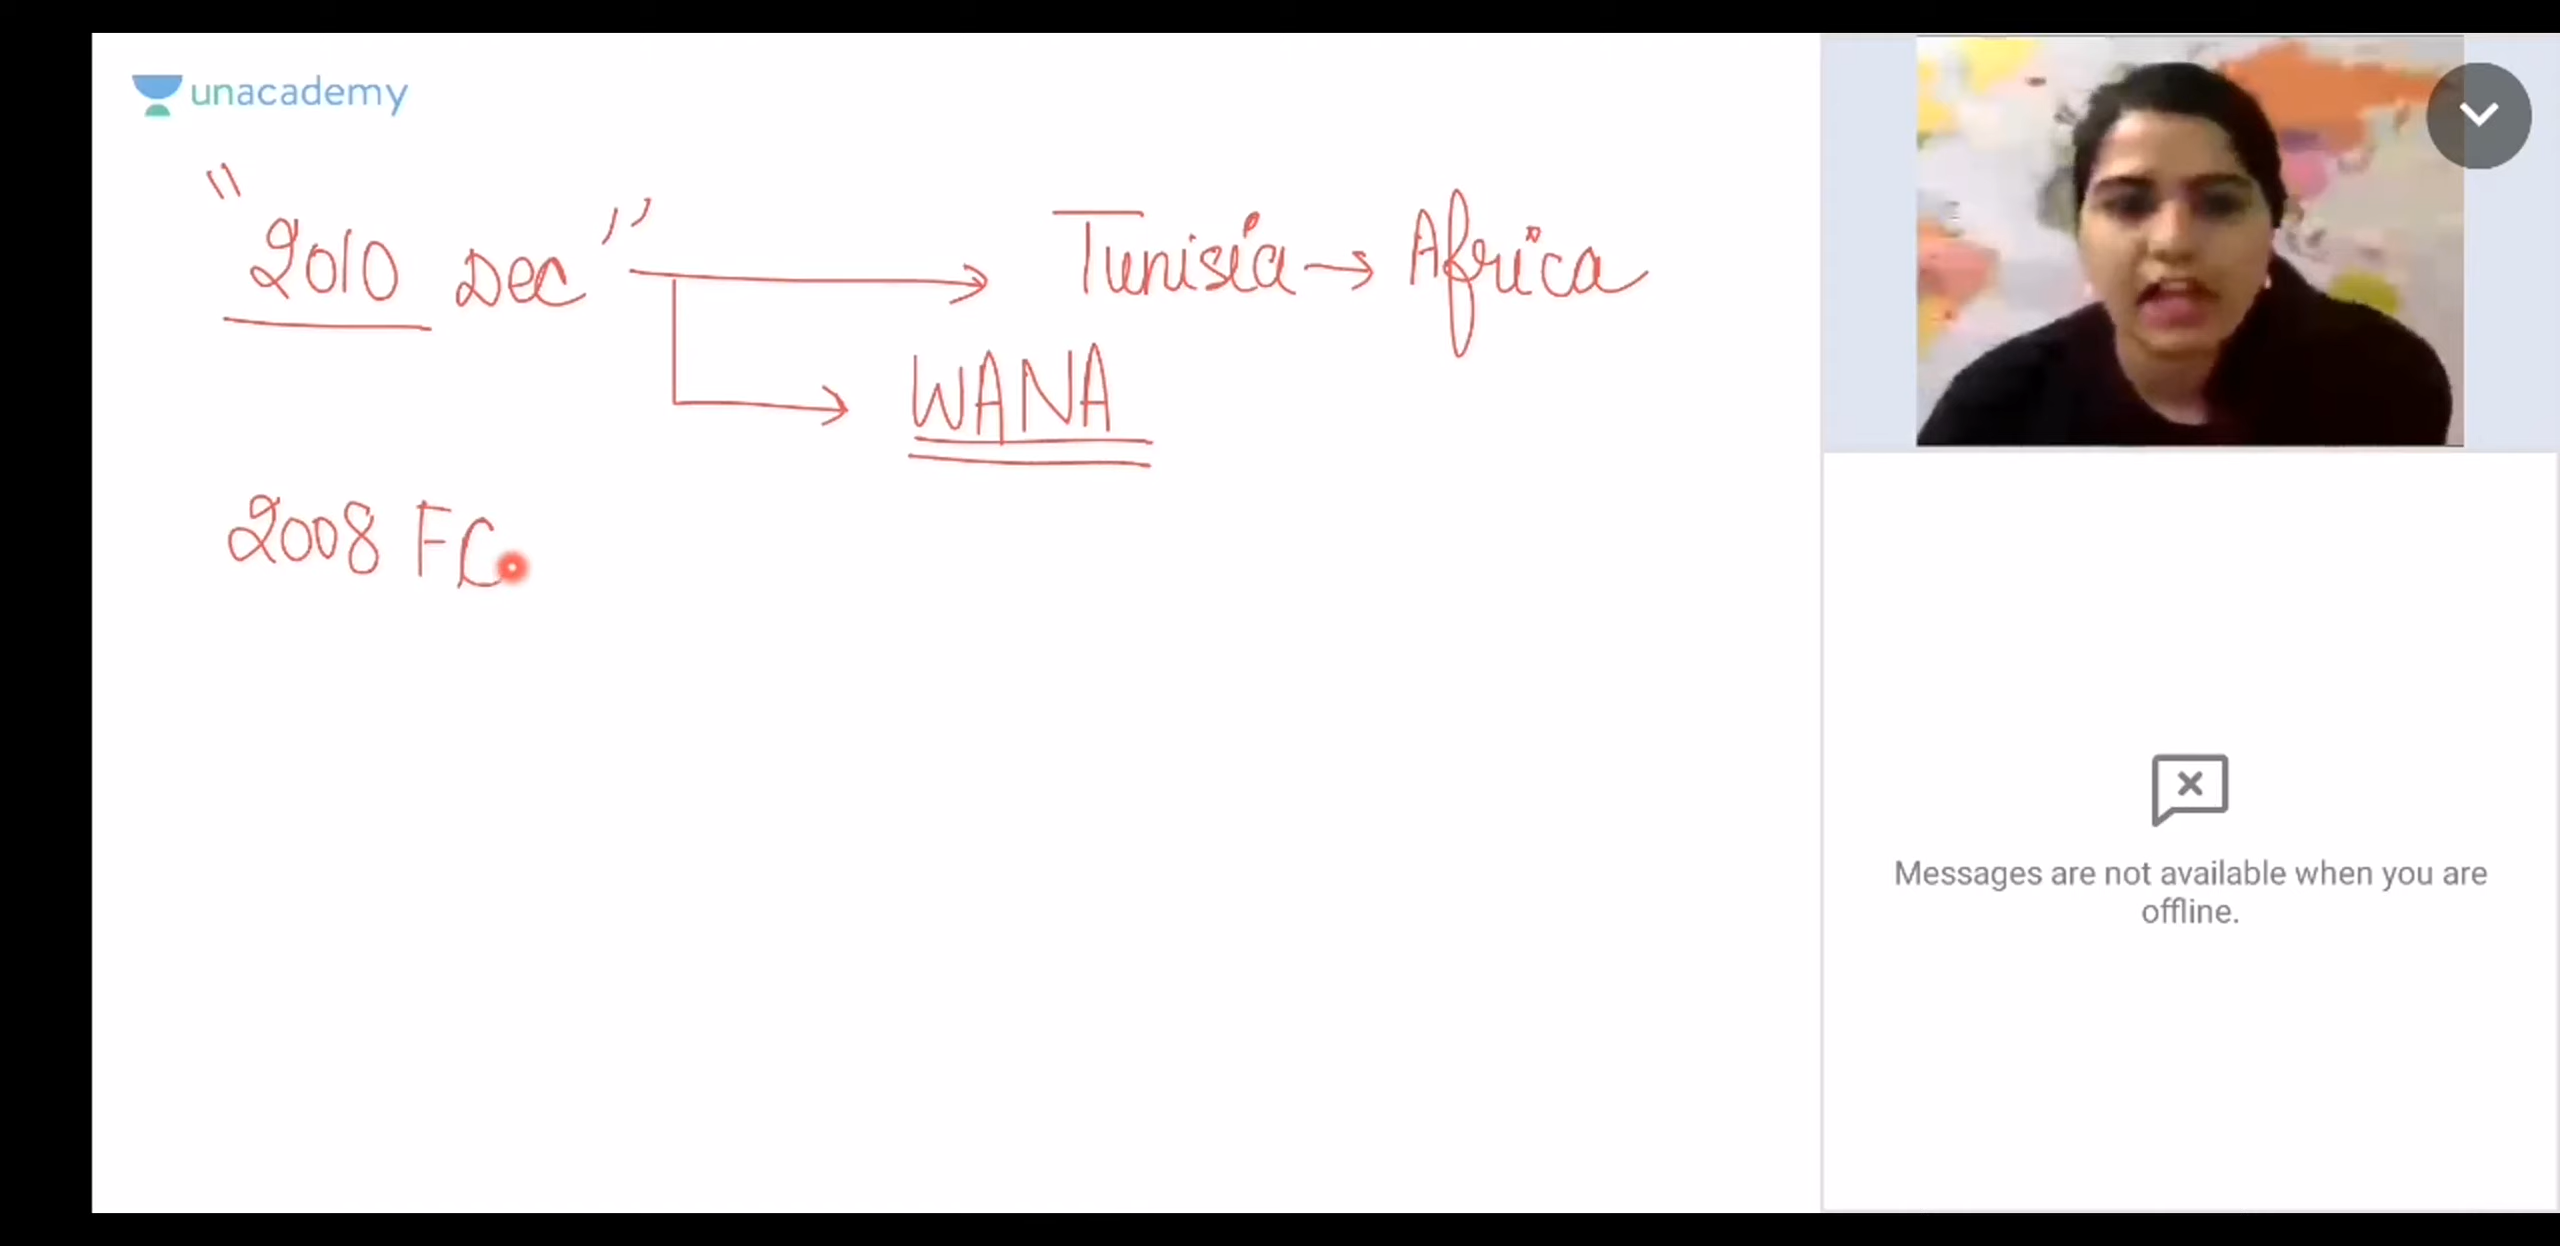 unacademy
"2010 Dec" → Tunisia → Africa
→ WANA
2008 FC
Messages are not available when you are
offline.